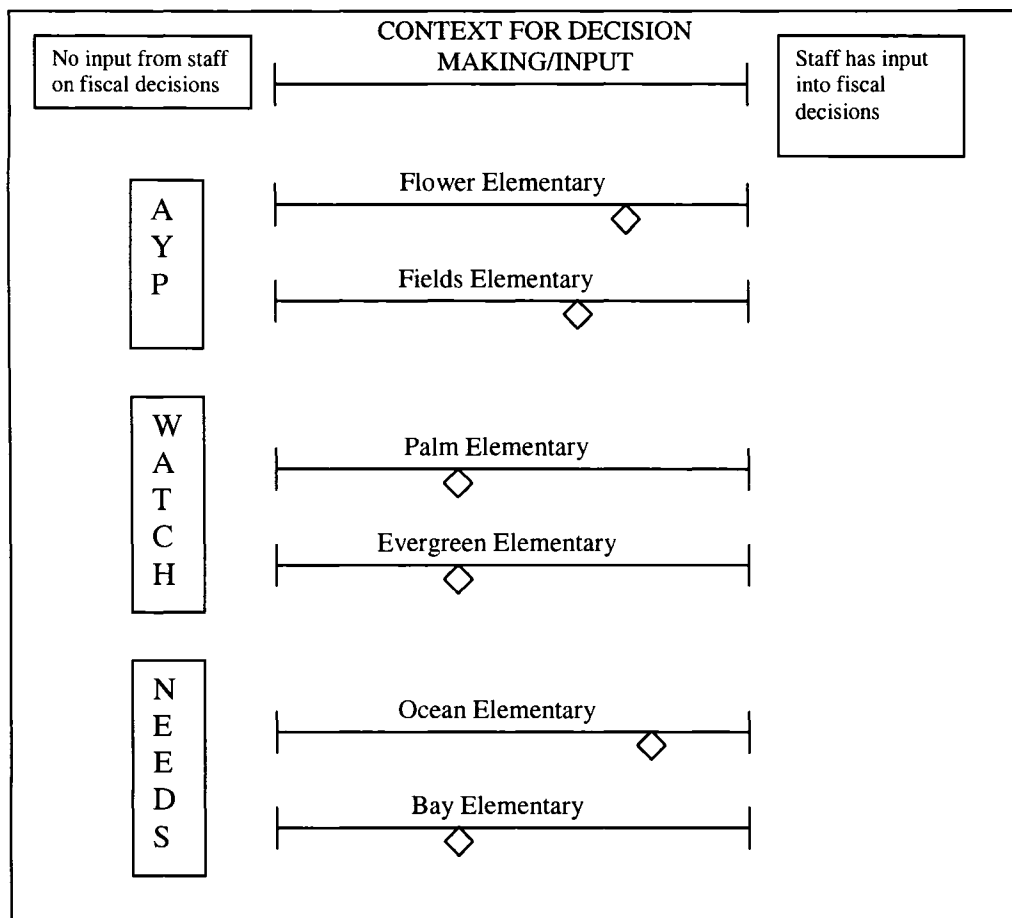 CONTEXT FOR DECISION
MAKING/INPUT
No input from staff
on fiscal decisions
Staff has input
into fiscal
decisions
A
Y
P
Flower Elementary
Fields Elementary
W
A
T
C
H
Palm Elementary
Evergreen Elementary
N
E
E
D
S
Ocean Elementary
Bay Elementary